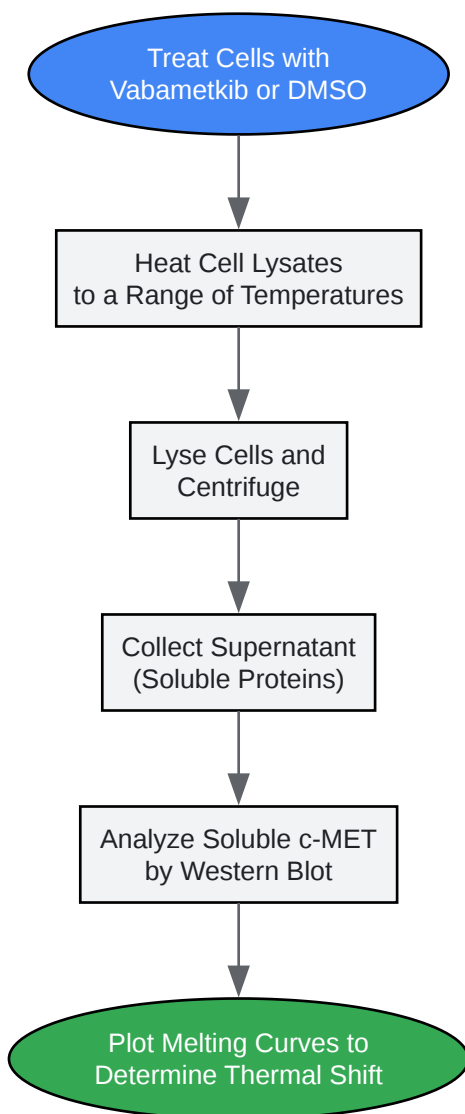 Treat Cells with
Vabametkib or DMSO
Heat Cell Lysates
to a Range of Temperatures
Lyse Cells and
Centrifuge
Collect Supernatant
(Soluble Proteins)
Analyze Soluble c-MET
by Western Blot
Plot Melting Curves to
Determine Thermal Shift